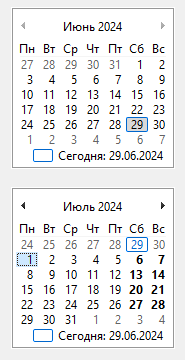 Июнь 2024
Пн Вт Ср Чт Пт Сб Вс
27 28 29 30 31 1 2
3 4 5 6 7 8 9
10 11 12 13 14 15 16
17 18 19 20 21 22 23
24 25 26 27 28 29 30
1 2 3 4 5 6 7
Сегодня: 29.06.2024
Июль 2024
Пн Вт Ср Чт Пт Сб Вс
24 25 26 27 28 29 30
1 2 3 4 5 6 7
8 9 10 11 12 13 14
15 16 17 18 19 20 21
22 23 24 25 26 27 28
29 30 31 1 2 3 4
Сегодня: 29.06.2024